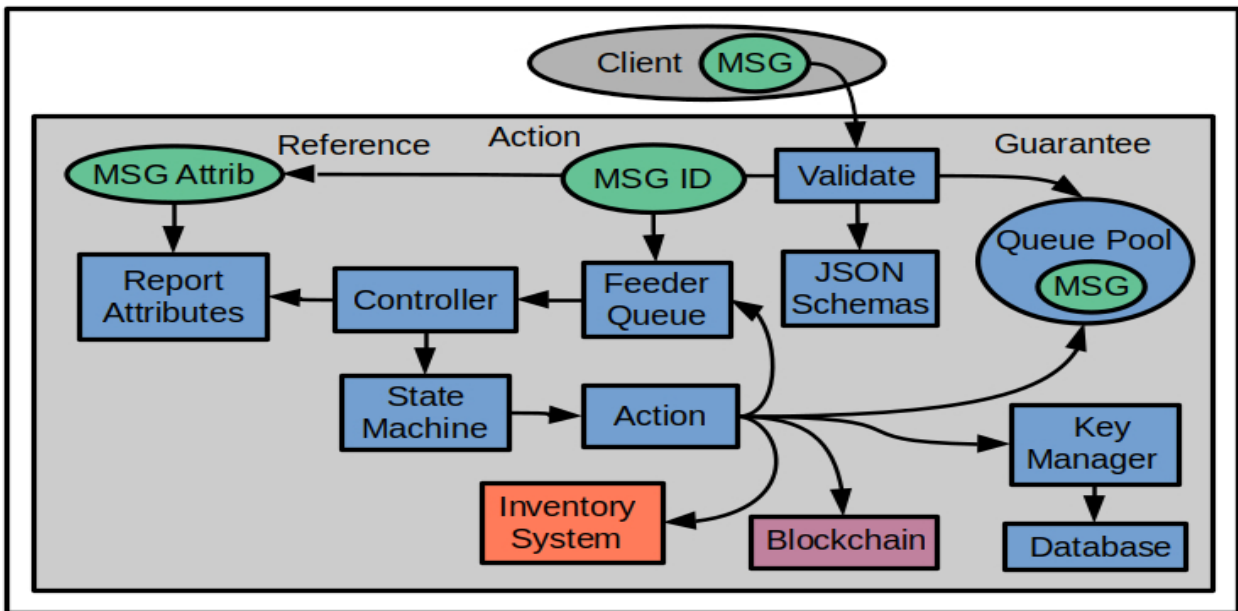 Client
MSG
Reference
Action
Guarantee
MSG Attrib
MSG ID
Validate
Queue Pool
MSG
Report
Attributes
Controller
Feeder
Queue
JSON
Schemas
State
Machine
Action
Key
Manager
Inventory
System
Blockchain
Database